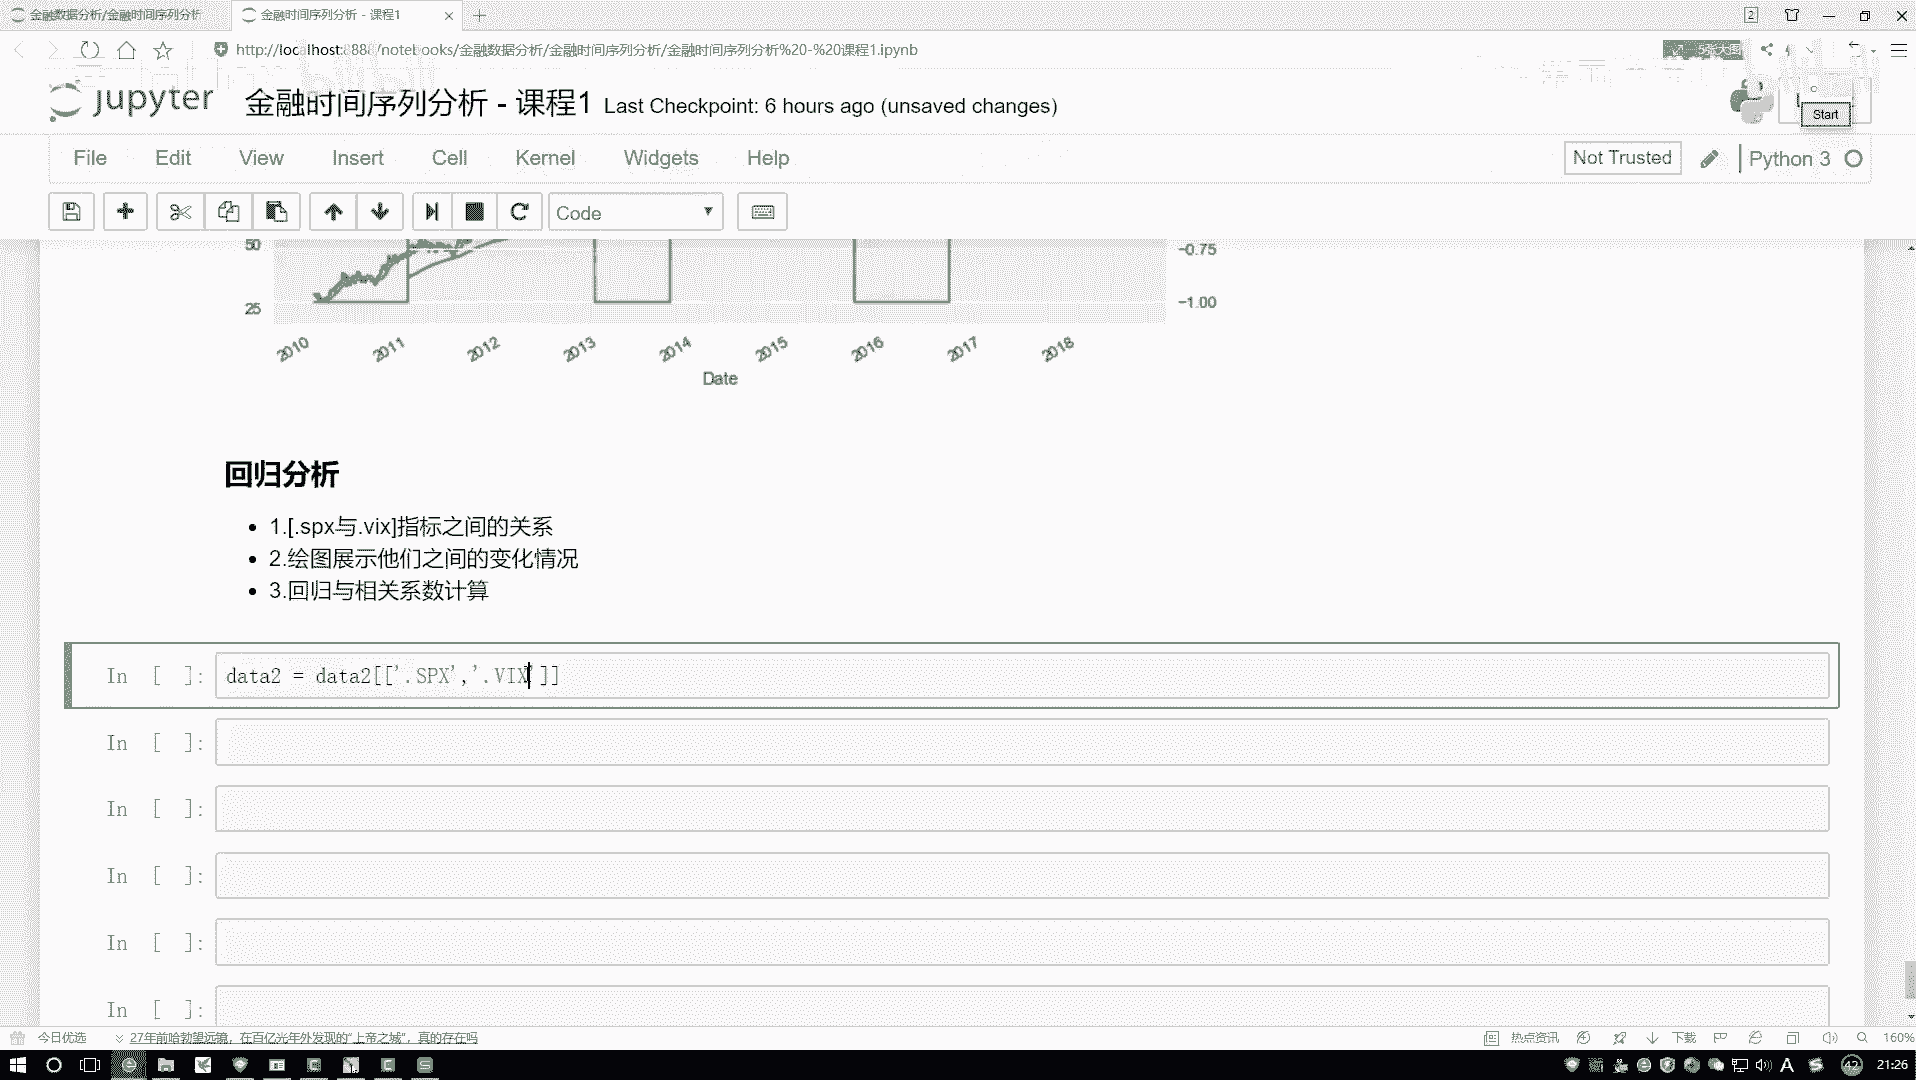 金融数据分析/金融时间序列分析
金融时间序列分析 - 课程1
2
http://localhost:888/notebooks/金融数据分析/金融时间序列分析/金融时间序列分析%20-%20课程1.ipynb
5张大图
jupyter
金融时间序列分析 - 课程1 Last Checkpoint: 6 hours ago (unsaved changes)
Start
File Edit View Insert Cell Kernel Widgets Help
Not Trusted
Python 3
Code
50
-0.75
25
-1.00
2010 2011 2012 2013 2014 2015 2016 2017 2018
Date
回归分析
1.[.spx与.vix]指标之间的关系
2.绘图展示他们之间的变化情况
3.回归与相关系数计算
In [ ]: data2 = data2[['.SPX','.VIX']]
In [ ]:
In [ ]:
In [ ]:
In [ ]:
In [ ]:
今日优选
27年前哈勃望远镜，在百亿光年外发现的“上帝之城”，真的存在吗
热点资讯
下载
160%
A
42
21:26